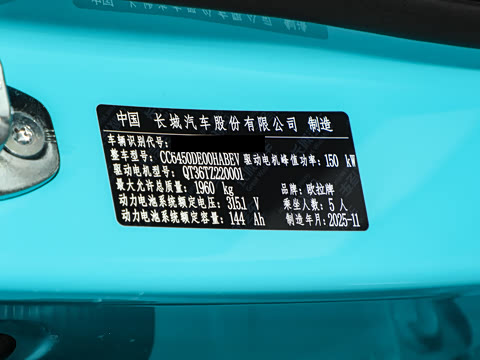 中国 长城汽车股份有限公司 制造
车辆识别代号:
整车型号: CC6450DE00HABEV 驱动电机峰值功率: 150 kW
驱动电机型号: QT36TZ220001
最大允许总质量: 1960 kg 品牌: 欧拉牌
动力电池系统额定电压: 315.1 V 乘坐人数: 5 人
动力电池系统额定容量: 144 Ah 制造年月: 2025-11